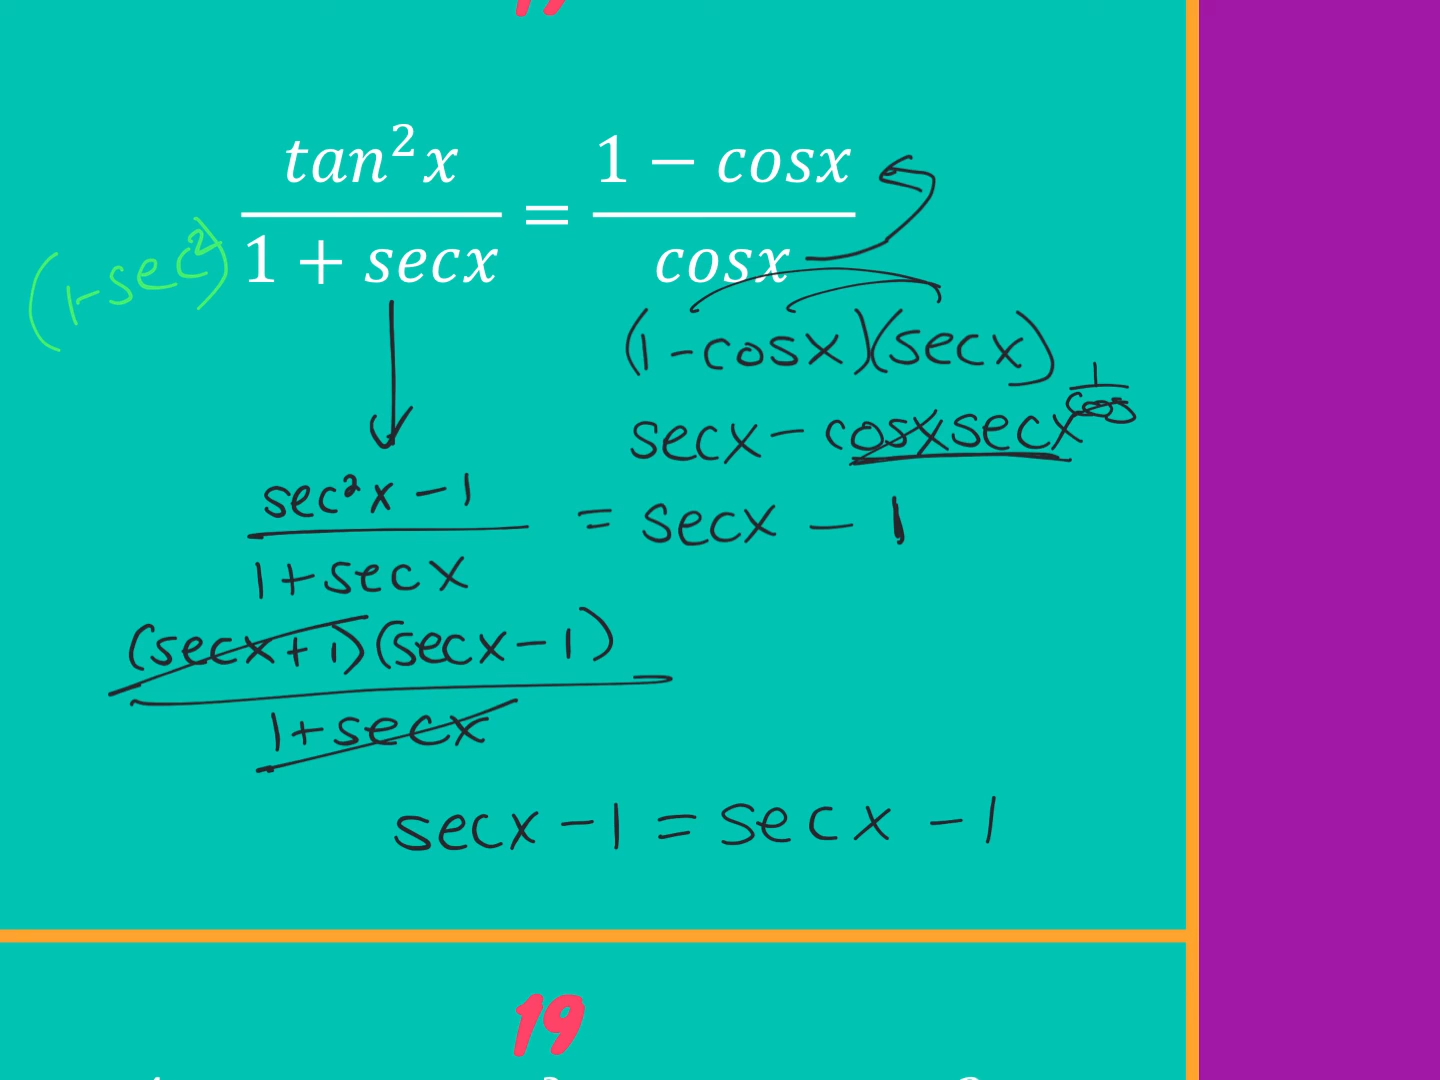 tan²x / 1 + secx = 1 − cosx / cosx
(1-sec²)
(1-cosx)(secx)
secx - cosxsecx 1/cos
sec²x - 1 / 1+secx = secx - 1
(secx+1)(secx-1)
1+secx
secx-1 = secx -1
19